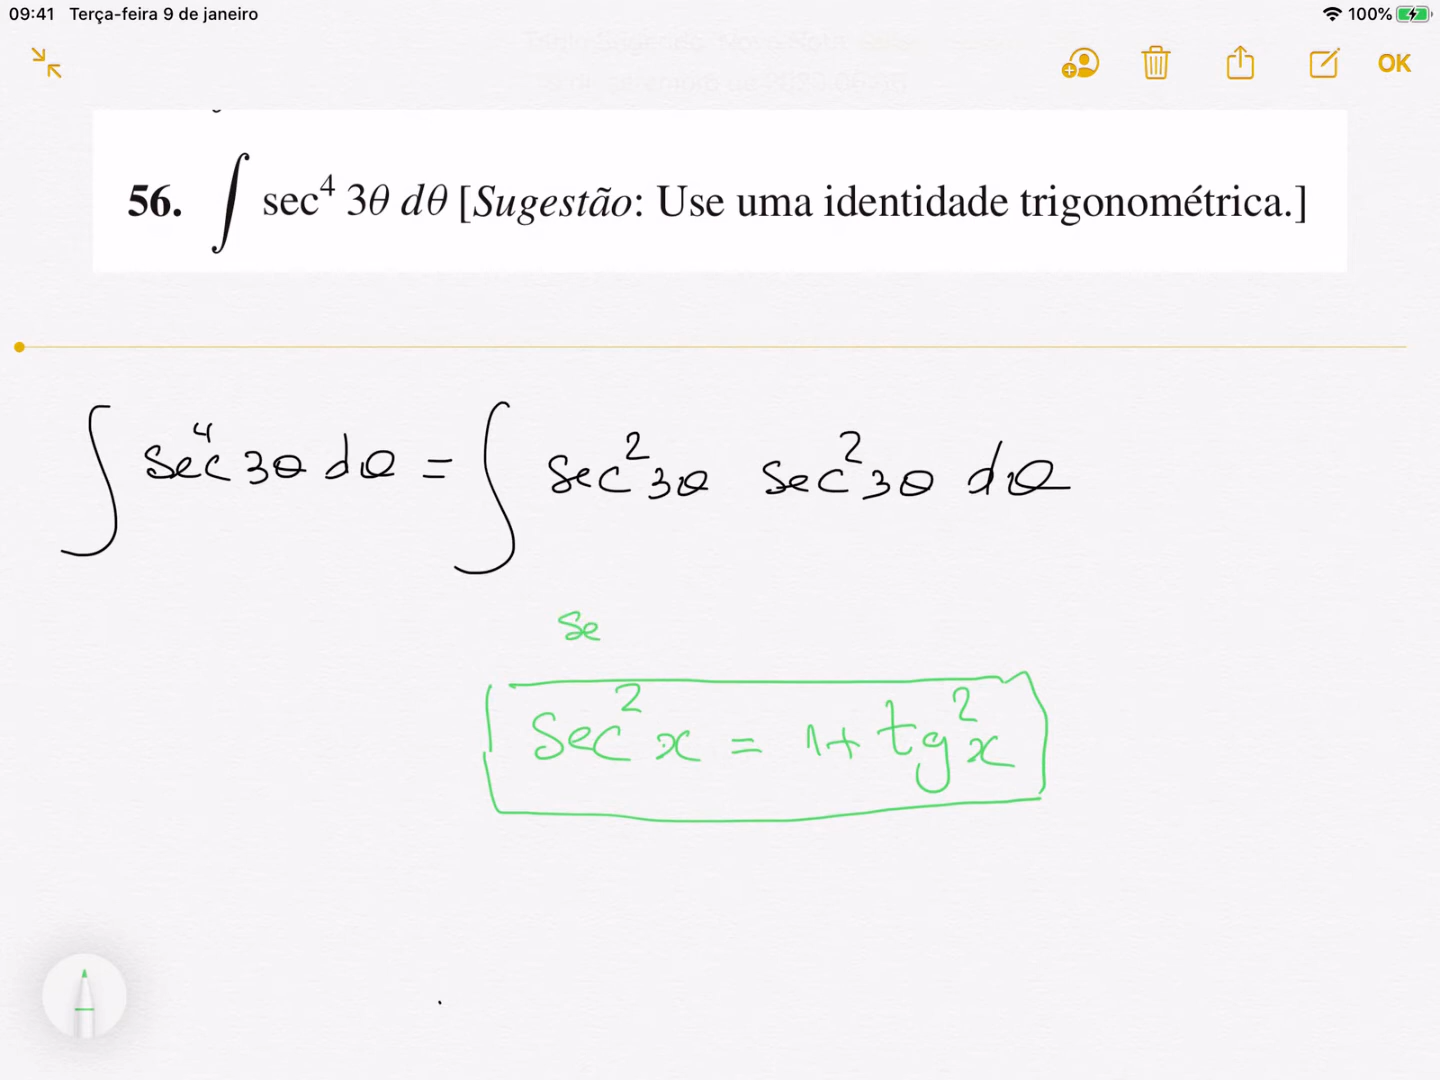 09:41 Terça-feira 9 de janeiro 100%
OK
56. ∫ sec⁴ 3θ dθ [Sugestão: Use uma identidade trigonométrica.]
∫ sec⁴ 3θ dθ = ∫ sec² 3θ sec² 3θ dθ
se
sec² x = 1 + tg² x